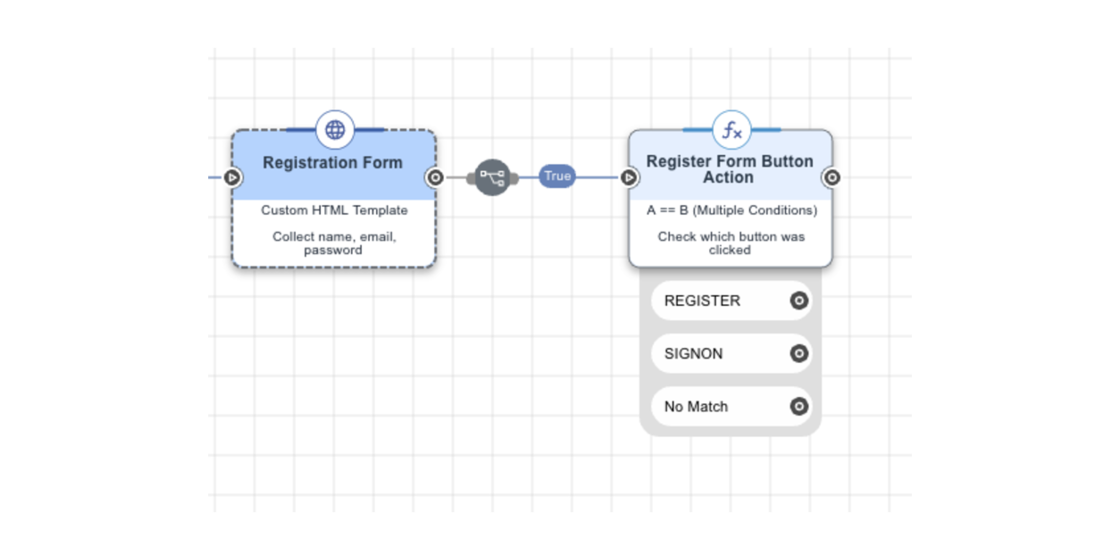 Registration Form
Custom HTML Template
Collect name, email,
password
True
fx
Register Form Button
Action
A == B (Multiple Conditions)
Check which button was
clicked
REGISTER
SIGNON
No Match